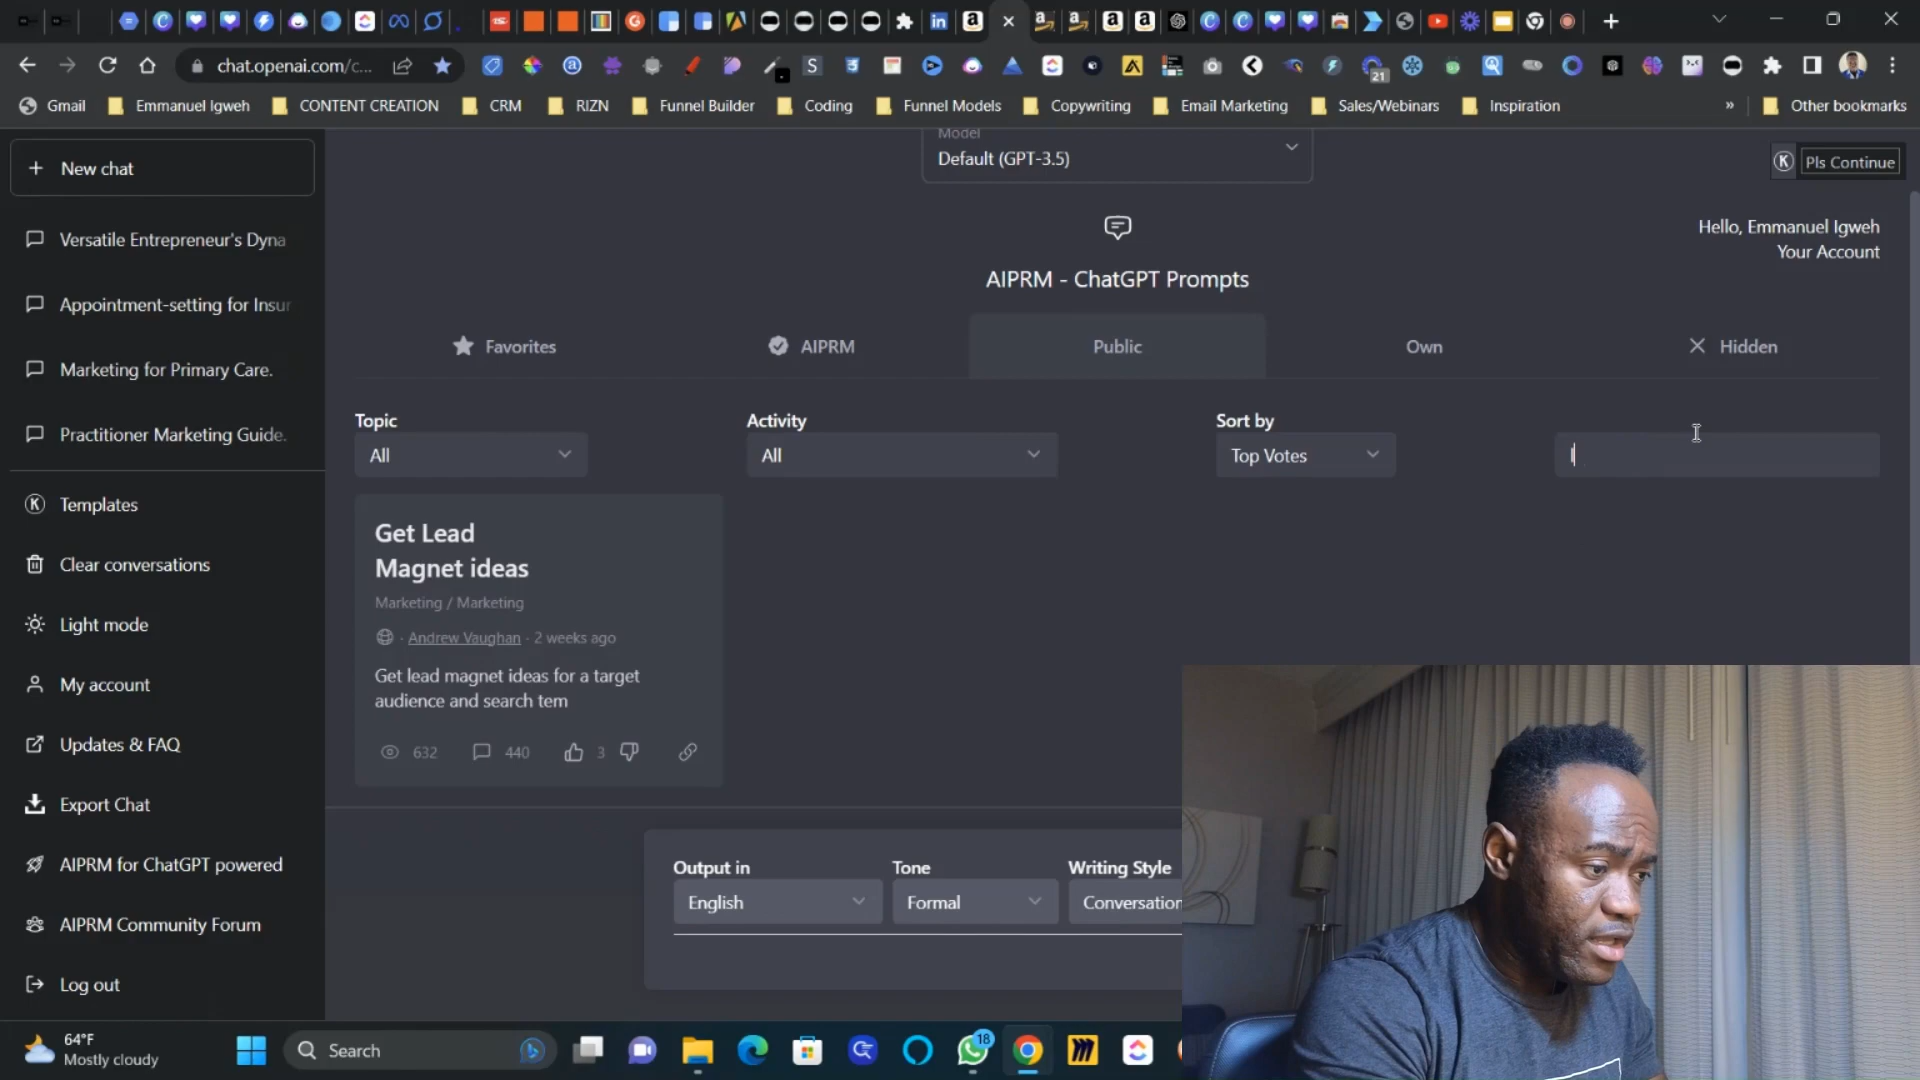 chat.openai.com/c...
21
Gmail
Emmanuel Igweh
CONTENT CREATION
CRM
RIZN
Funnel Builder
Coding
Funnel Models
Copywriting
Email Marketing
Sales/Webinars
Inspiration
»
Other bookmarks
New chat
Versatile Entrepreneur's Dyna
Appointment-setting for Insur
Marketing for Primary Care.
Practitioner Marketing Guide.
Templates
Clear conversations
Light mode
My account
Updates & FAQ
Export Chat
AIPRM for ChatGPT powered
AIPRM Community Forum
Log out
Model
Default (GPT-3.5)
Pls Continue
Hello, Emmanuel Igweh
Your Account
AIPRM - ChatGPT Prompts
Favorites
AIPRM
Public
Own
Hidden
Topic
All
Activity
All
Sort by
Top Votes
Get Lead
Magnet ideas
Marketing / Marketing
· Andrew Vaughan · 2 weeks ago
Get lead magnet ideas for a target
audience and search tem
632
440
3
Output in
English
Tone
Formal
Writing Style
Conversation
64°F
Mostly cloudy
Search
18